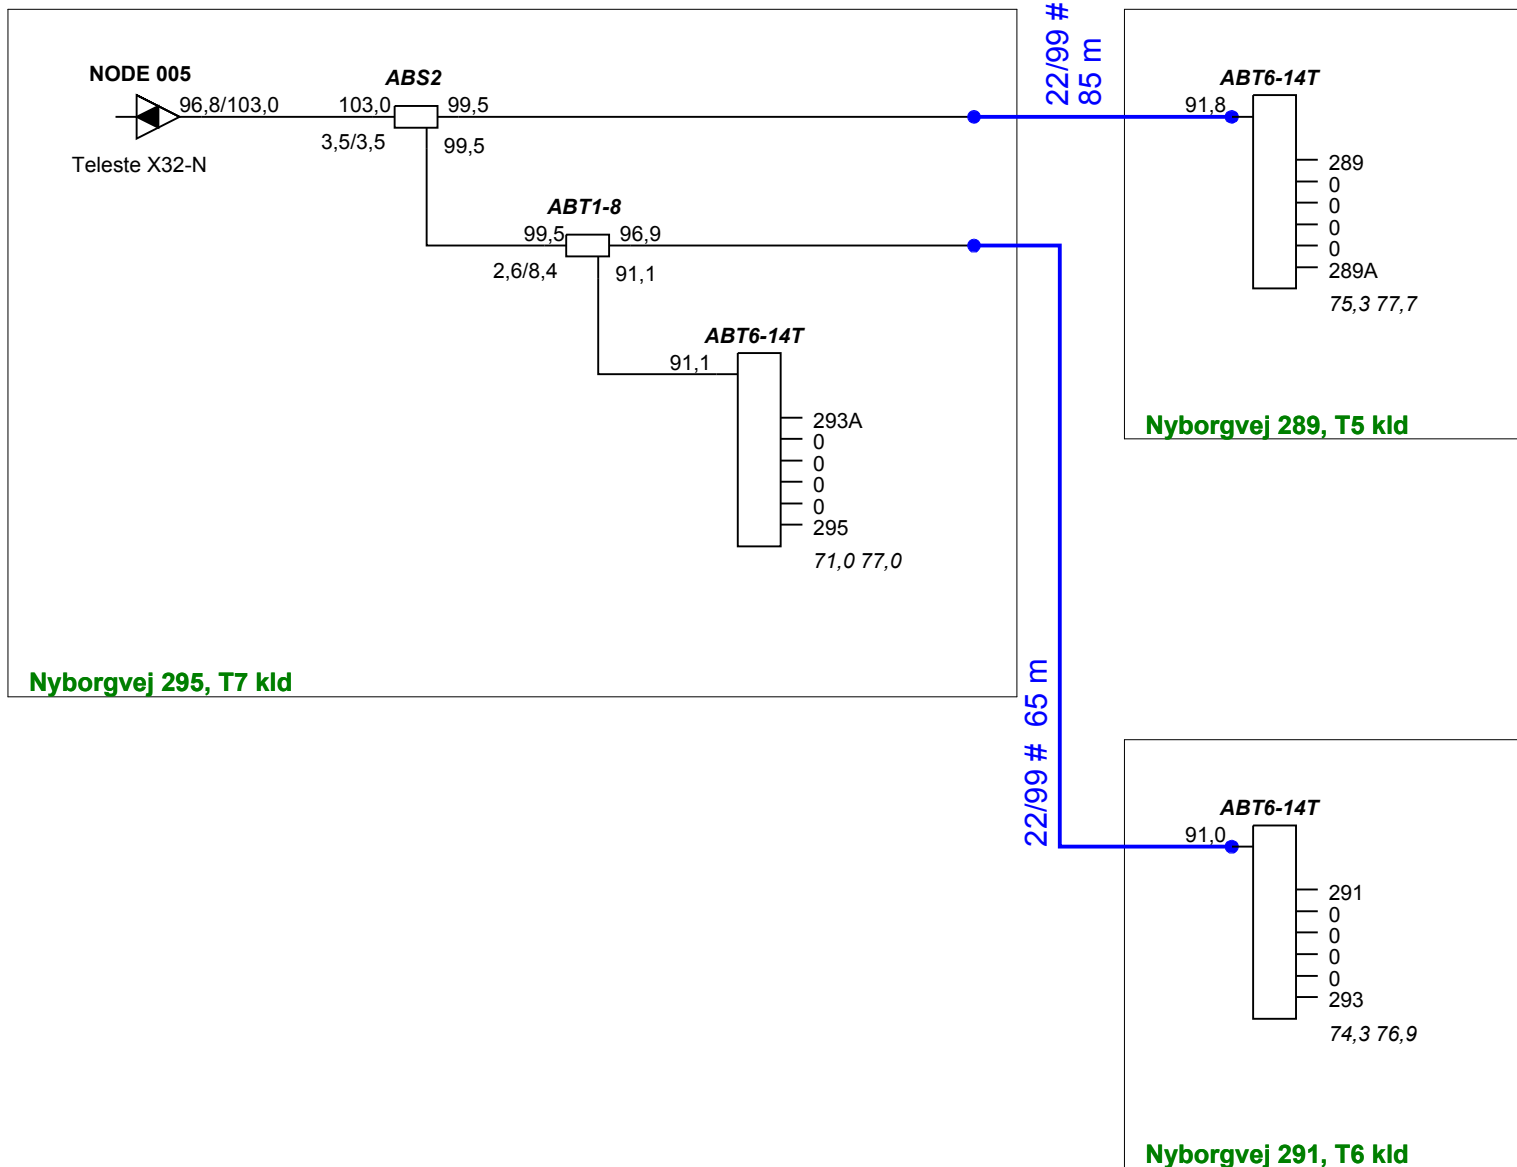 NODE 005
96,8/103,0
Teleste X32-N
ABS2
103,0
99,5
3,5/3,5
99,5
ABT1-8
99,5
96,9
2,6/8,4
91,1
ABT6-14T
91,1
293A
0
0
0
0
295
71,0 77,0
Nyborgvej 295, T7 kld
22/99 #
85 m
ABT6-14T
91,8
289
0
0
0
0
289A
75,3 77,7
Nyborgvej 289, T5 kld
22/99 # 65 m
ABT6-14T
91,0
291
0
0
0
0
293
74,3 76,9
Nyborgvej 291, T6 kld